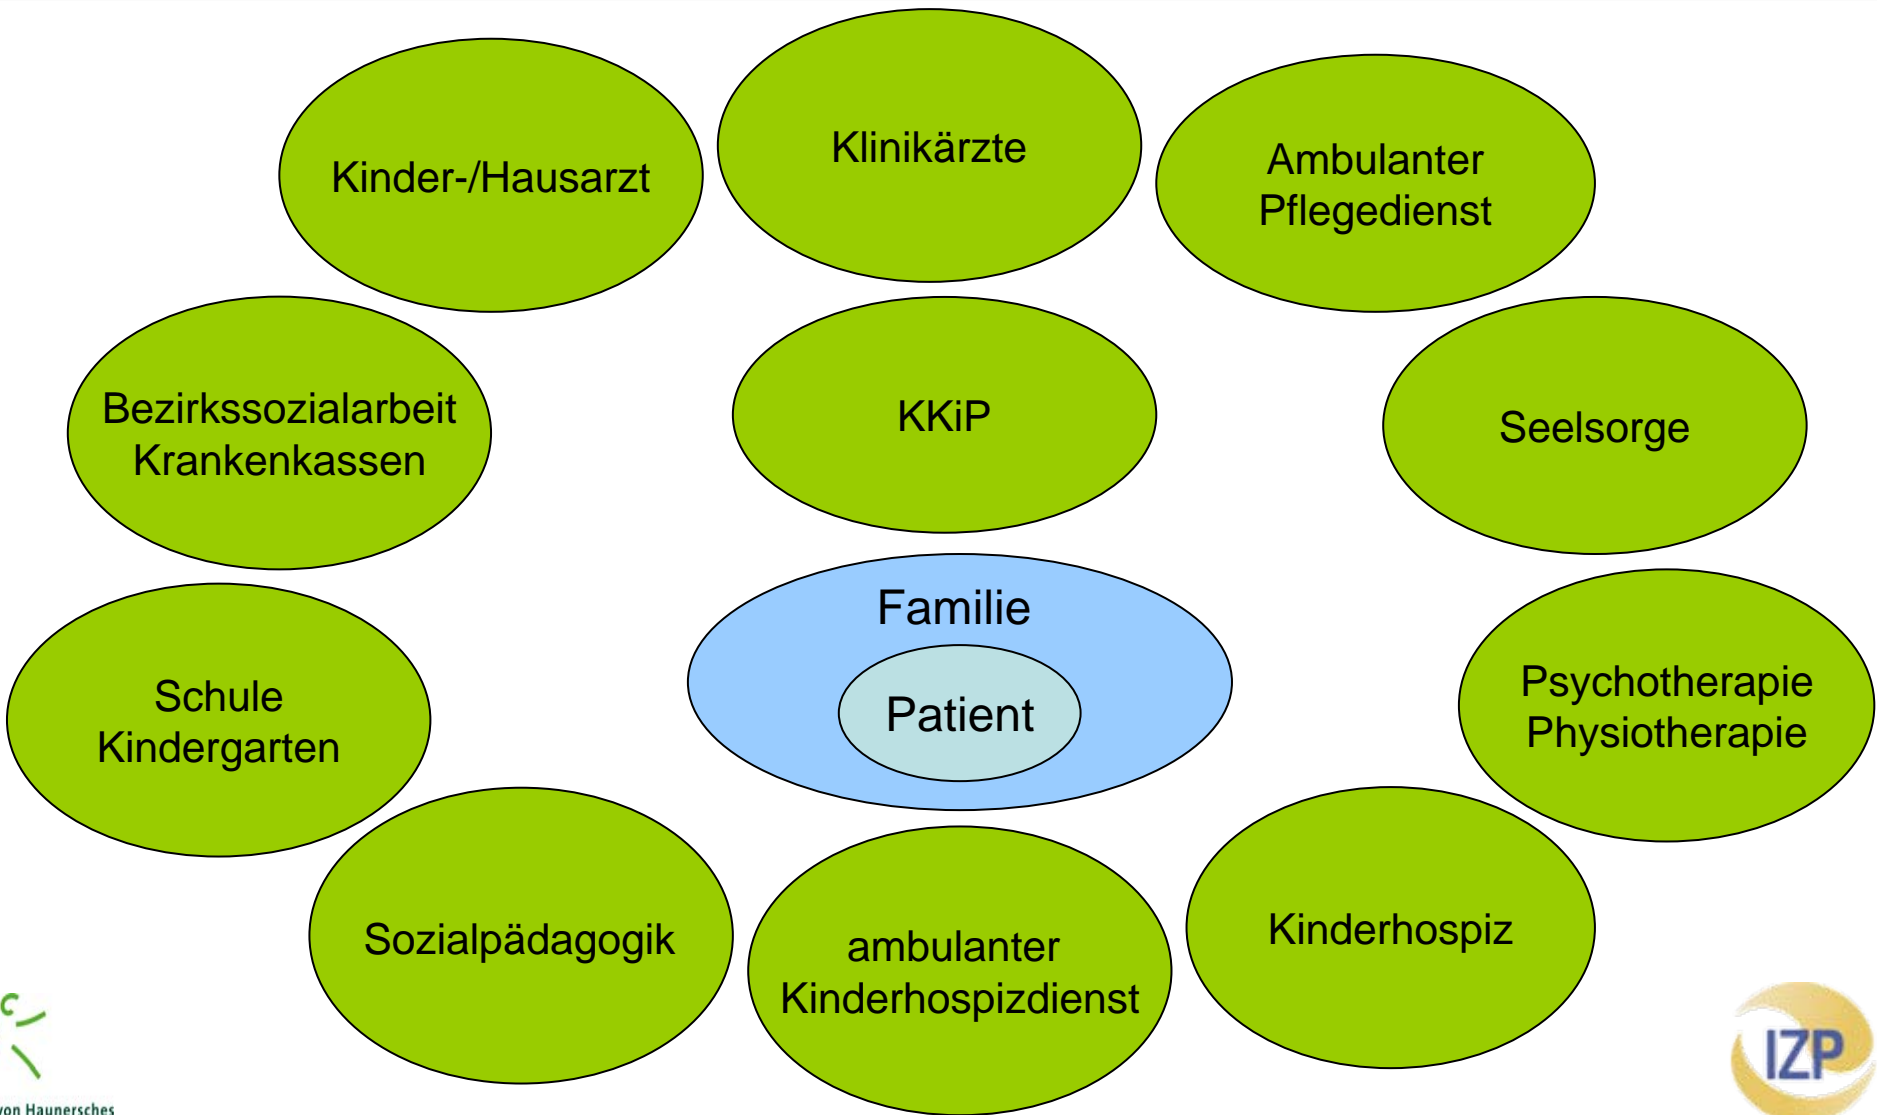 Klinikärzte
Kinder-/Hausarzt
Ambulanter
Pflegedienst
Bezirkssozialarbeit
Krankenkassen
KKiP
Seelsorge
Familie
Patient
Schule
Kindergarten
Psychotherapie
Physiotherapie
Sozialpädagogik
ambulanter
Kinderhospizdienst
Kinderhospiz
von Haunersches
IZP